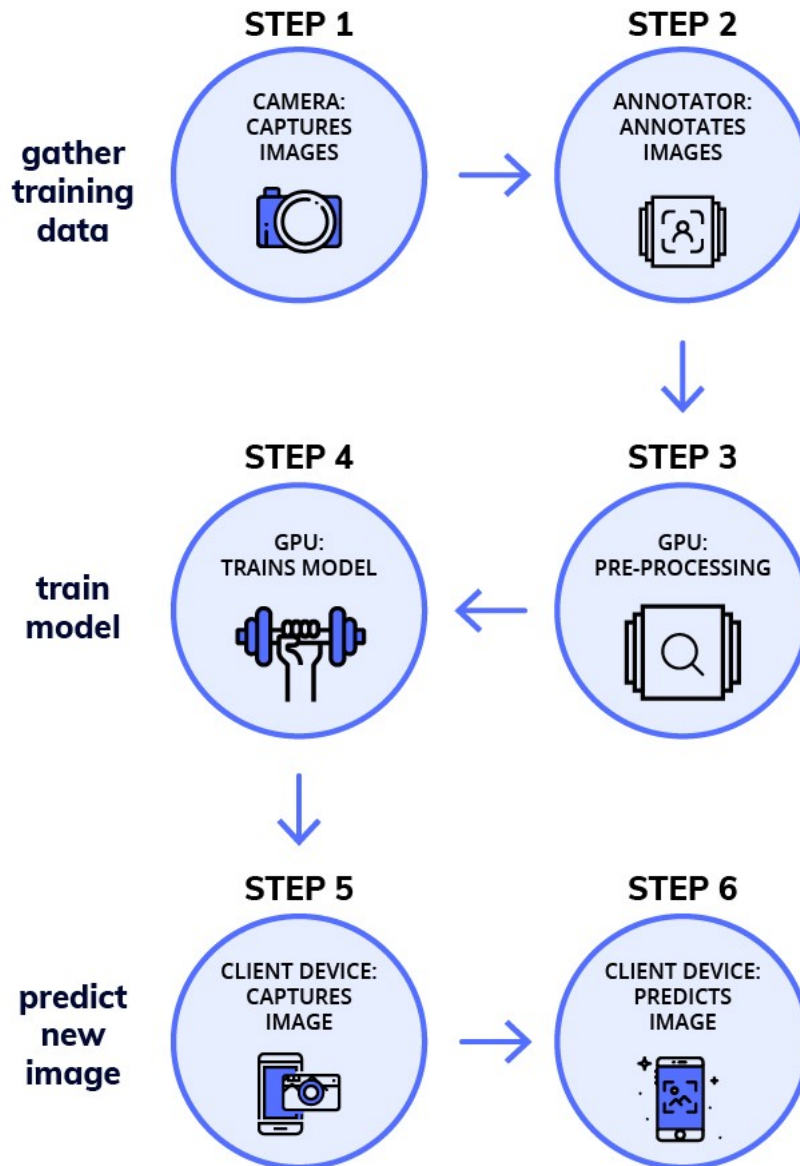 STEP 1
STEP 2
gather
training
data
CAMERA:
CAPTURES
IMAGES
ANNOTATOR:
ANNOTATES
IMAGES
STEP 4
STEP 3
train
model
GPU:
TRAINS MODEL
GPU:
PRE-PROCESSING
STEP 5
STEP 6
predict
new
image
CLIENT DEVICE:
CAPTURES
IMAGE
CLIENT DEVICE:
PREDICTS
IMAGE